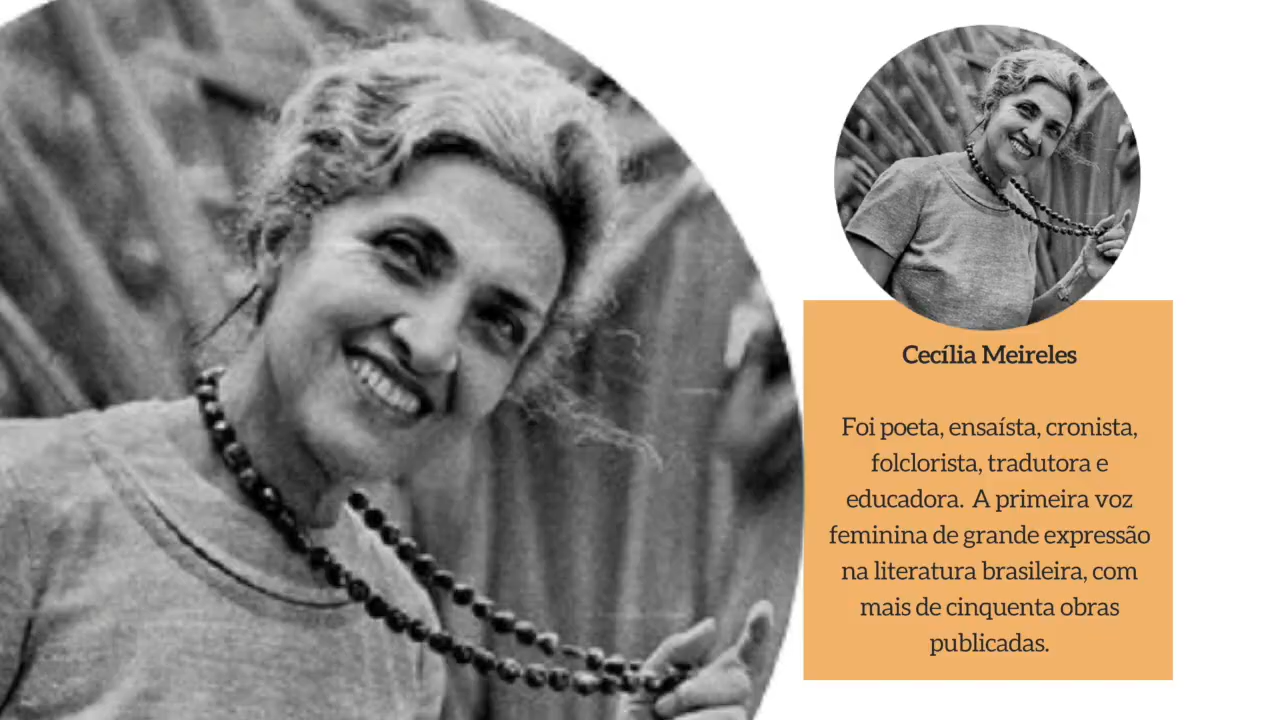 Cecília Meireles
Foi poeta, ensaísta, cronista,
folclorista, tradutora e
educadora. A primeira voz
feminina de grande expressão
na literatura brasileira, com
mais de cinquenta obras
publicadas.